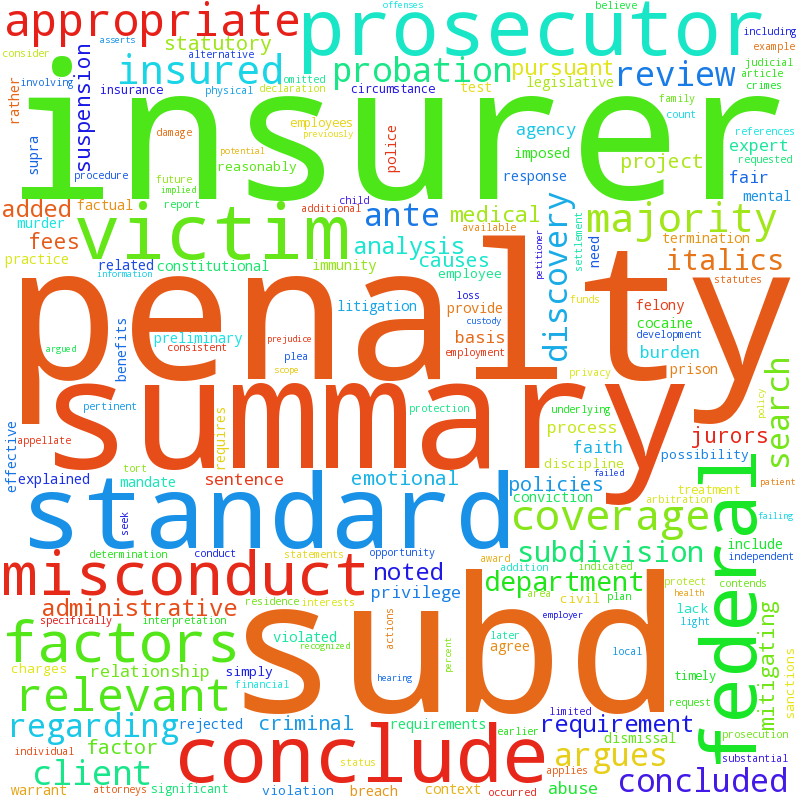 offenses
believe
appropriate
asserts
prosecutor
including
consider
statutory
alternative
example
suspension
insured
probation
pursuant
review
judicial
involving
omitted
legislative
article
rather
insurance
physical
declaration
circumstance
test
crimes
insurer
family
count
supra
damage
employees
previously
police
agency
imposed
expert
references
requested
potential
reasonably
project
procedure
future
implied
response
fair
mental
added
factual
report
child
additional
victim
ante
medical
majority
murder
fees
practice
available
petitioner
settlement
need
discovery
analysis
causes
termination
italics
related
constitutional
immunity
employee
information
statutes
penalty
loss
funds
benefits
litigation
provide
felony
custody
cocaine
development
preliminary
prejudice
basis
argued
consistent
plea
employment
burden
scope
privacy
prison
summary
search
policy
pertinent
protection
underlying
requires
process
jurors
appellate
faith
effective
tort
discipline
possibility
explained
mandate
sentence
emotional
policies
failed
standard
conviction
treatment
patient
arbitration
seek
coverage
federal
failing
conduct
opportunity
independent
determination
statements
award
subdivision
include
misconduct
noted
addition
indicated
contends
department
protect
health
privilege
area
plan
administrative
residence
interests
civil
lack
light
specifically
interpretation
employer
factors
subd
violated
recognized
actions
later
agree
percent
local
mitigating
sanctions
charges
relationship
simply
hearing
timely
financial
relevant
limited
request
regarding
rejected
criminal
requirements
earlier
requirement
prosecution
individual
factor
conclude
status
dismissal
argues
applies
substantial
client
context
concluded
warrant
attorneys
significant
violation
breach
occurred
abuse